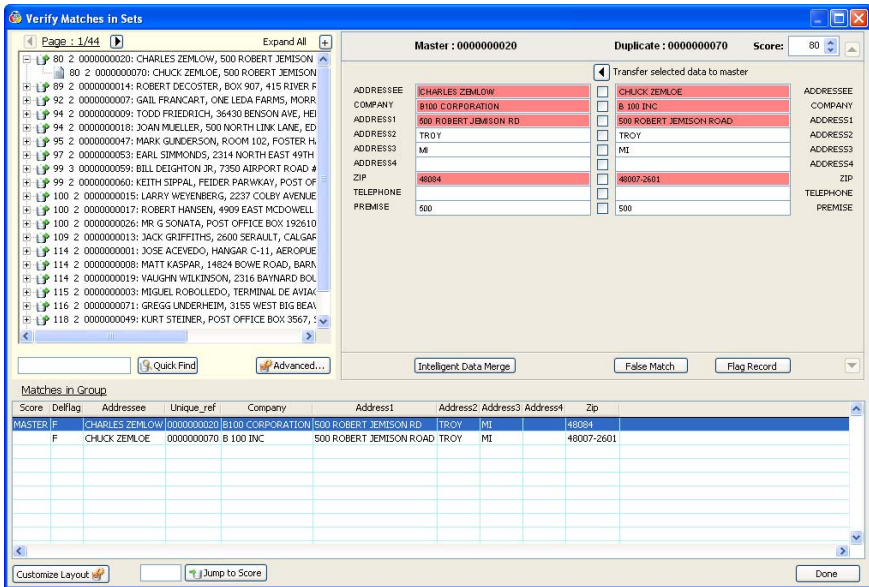 Verify Matches in Sets
Page : 1/44
Expand All
80 2 0000000020: CHARLES ZEMLOW, 500 ROBERT JEMISON
80 2 0000000070: CHUCK ZEMLOE, 500 ROBERT JEMISON
89 2 0000000014: ROBERT DECOSTER, BOX 907, 415 RIVER F
92 2 0000000007: GAIL FRANCART, ONE LEDA FARMS, MORR
94 2 0000000009: TODD FRIEDRICH, 36430 BENSON AVE, HEI
94 2 0000000018: JOAN MUELLER, 500 NORTH LINK LANE, ED
95 2 0000000047: MARK GUNDERSON, ROOM 102, FOSTER H
97 2 0000000053: EARL SIMMONDS, 2314 NORTH EAST 49TH
99 3 0000000059: BILL DEIGHTON JR, 7350 AIRPORT ROAD #
99 2 0000000060: KEITH SIPPAL, FEIDER PARWKAY, POST OF
100 2 0000000015: LARRY WEYENBERG, 2237 COLBY AVENUE
100 2 0000000017: ROBERT HANSEN, 4909 EAST MCDOWELL
100 2 0000000026: MR G SONATA, POST OFFICE BOX 192610
109 2 0000000013: JACK GRIFFITHS, 2600 SERAULT, CALGAR
114 2 0000000001: JOSE ACEVEDO, HANGAR C-11, AEROPUE
114 2 0000000008: MATT KASPAR, 14824 BOWE ROAD, BARN
114 2 0000000019: VAUGHN WILKINSON, 2316 BAYNARD BOU
115 2 0000000003: MIGUEL ROBOLLEDO, TERMINAL DE AVIAC
116 2 0000000071: GREGG UNDERHEIM, 3155 WEST BIG BEAV
118 2 0000000049: KURT STEINER, POST OFFICE BOX 3567,
Quick Find
Advanced...
Master : 0000000020 Duplicate : 0000000070 Score: 80
Transfer selected data to master
ADDRESSEE CHARLES ZEMLOW CHUCK ZEMLOE ADDRESSEE
COMPANY B100 CORPORATION B 100 INC COMPANY
ADDRESS1 500 ROBERT JEMISON RD 500 ROBERT JEMISON ROAD ADDRESS1
ADDRESS2 TROY TROY ADDRESS2
ADDRESS3 MI MI ADDRESS3
ADDRESS4 ADDRESS4
ZIP 48084 48007-2601 ZIP
TELEPHONE TELEPHONE
PREMISE 500 500 PREMISE
Intelligent Data Merge
False Match
Flag Record
Matches in Group
Score Delflag Addressee Unique_ref Company Address1 Address2 Address3 Address4 Zip
MASTER F CHARLES ZEMLOW 0000000020 B100 CORPORATION 500 ROBERT JEMISON RD TROY MI 48084
F CHUCK ZEMLOE 0000000070 B 100 INC 500 ROBERT JEMISON ROAD TROY MI 48007-2601
Customize Layout
Jump to Score
Done